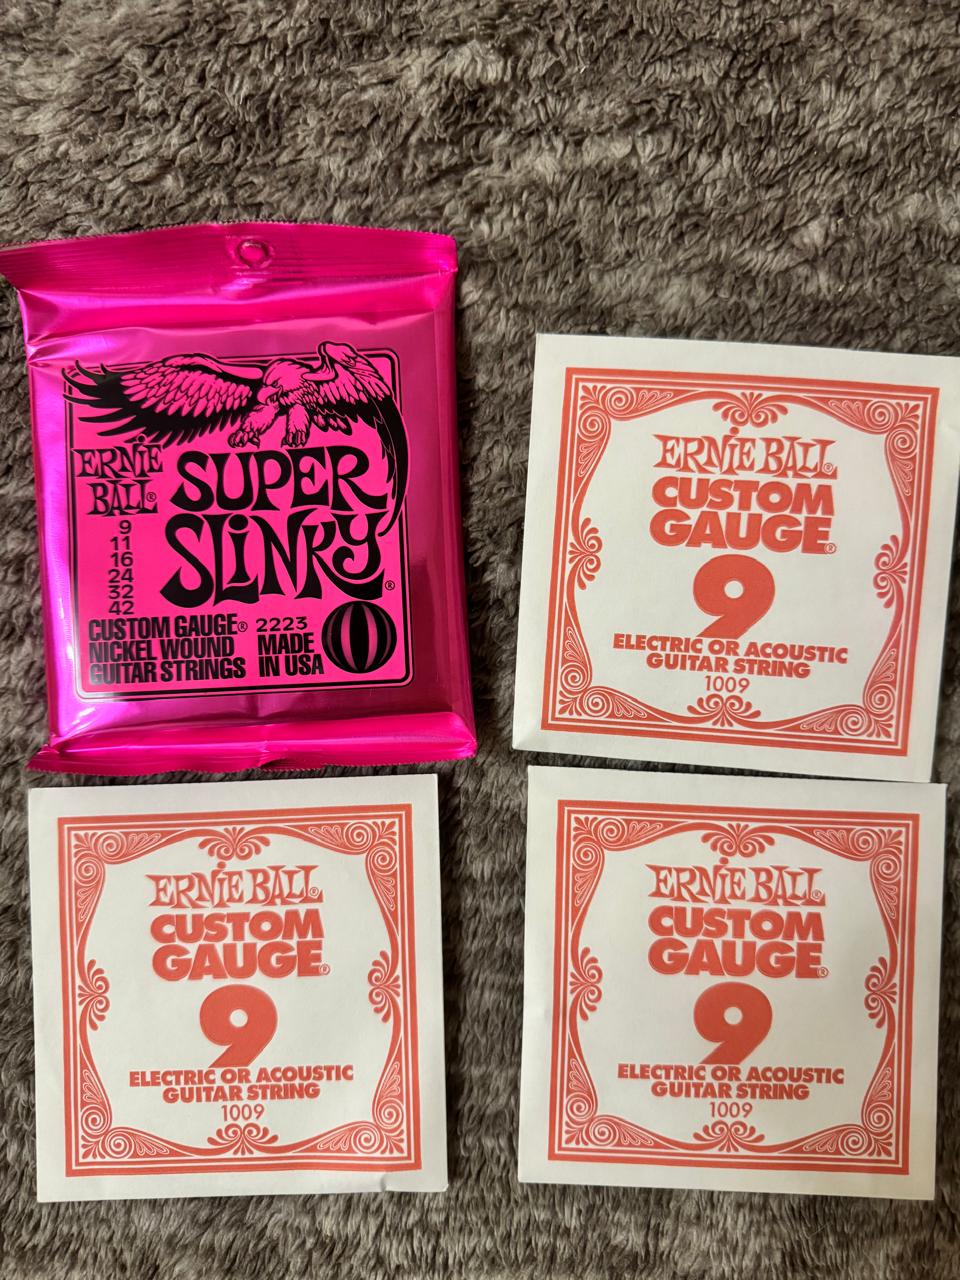 ERNIE
BALL®
SUPER
SLINKY®
9
11
16
24
32
42
CUSTOM GAUGE®
NICKEL WOUND
GUITAR STRINGS
2223
MADE
IN USA
ERNIE BALL®
CUSTOM
GAUGE®
9
ELECTRIC OR ACOUSTIC
GUITAR STRING
1009
ERNIE BALL®
CUSTOM
GAUGE®
9
ELECTRIC OR ACOUSTIC
GUITAR STRING
1009
ERNIE BALL®
CUSTOM
GAUGE®
9
ELECTRIC OR ACOUSTIC
GUITAR STRING
1009